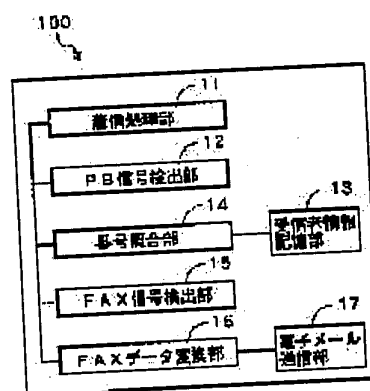 100
11
着信処理部
12
PB信号検出部
14
13
番号照合部
受信者情報
記憶部
15
FAX信号検出部
16
17
FAXデータ変換部
電子メール
送信部